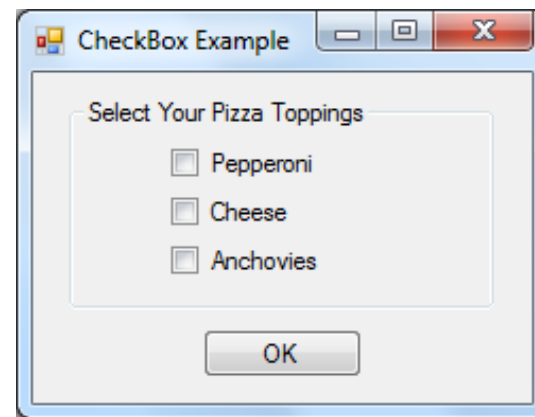 CheckBox Example
Select Your Pizza Toppings
Pepperoni
Cheese
Anchovies
OK